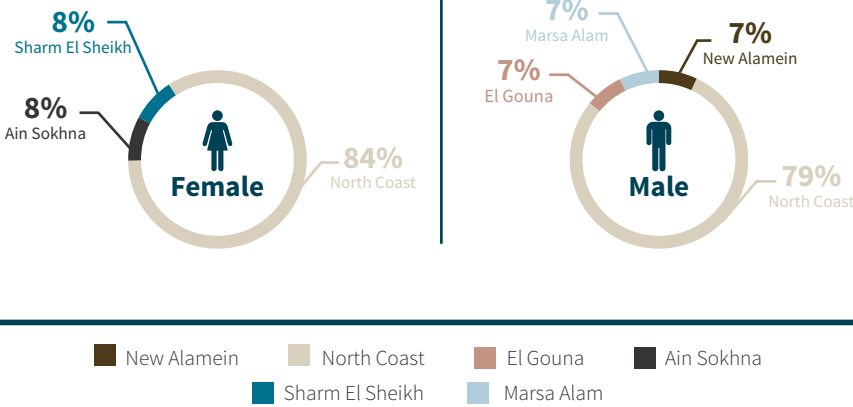 8%
Sharm El Sheikh
8%
Ain Sokhna
Female
84%
North Coast
7%
Marsa Alam
7%
El Gouna
7%
New Alamein
Male
79%
North Coast
New Alamein
North Coast
El Gouna
Ain Sokhna
Sharm El Sheikh
Marsa Alam